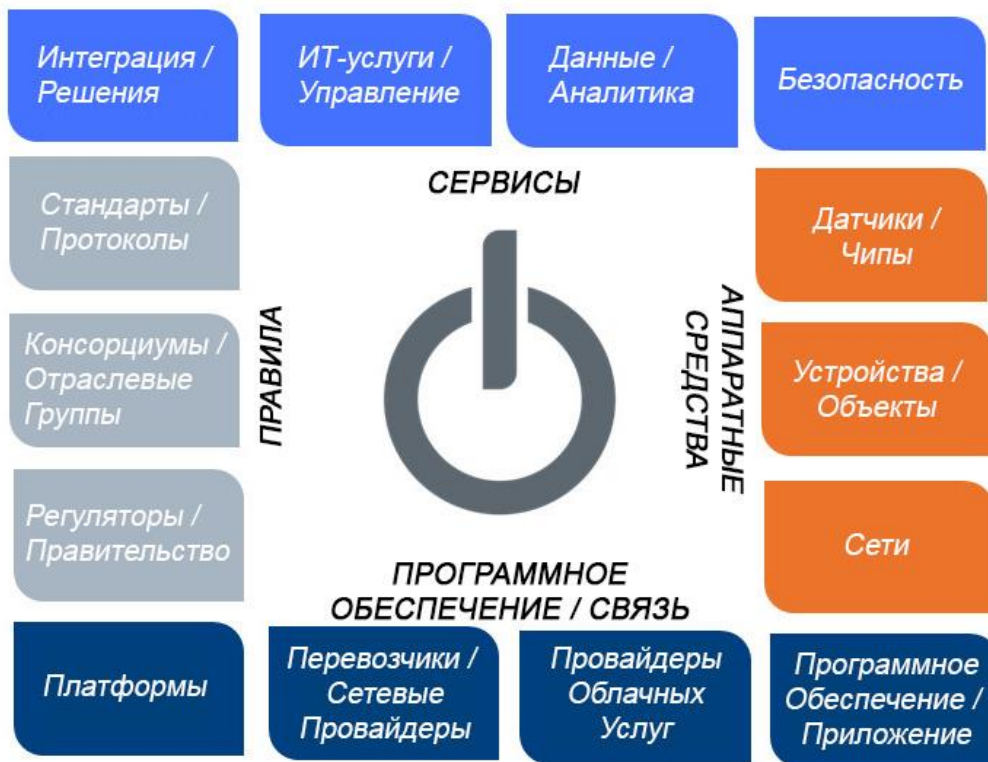 Интеграция /
Решения
ИТ-услуги /
Управление
Данные /
Аналитика
Безопасность
СЕРВИСЫ
Стандарты /
Протоколы
Консорциумы /
Отраслевые
Группы
Регуляторы /
Правительство
ПРАВИЛА
АППАРАТНЫЕ
СРЕДСТВА
Датчики /
Чипы
Устройства /
Объекты
Сети
ПРОГРАММНОЕ
ОБЕСПЕЧЕНИЕ / СВЯЗЬ
Платформы
Перевозчики /
Сетевые
Провайдеры
Провайдеры
Облачных
Услуг
Программное
Обеспечение /
Приложение